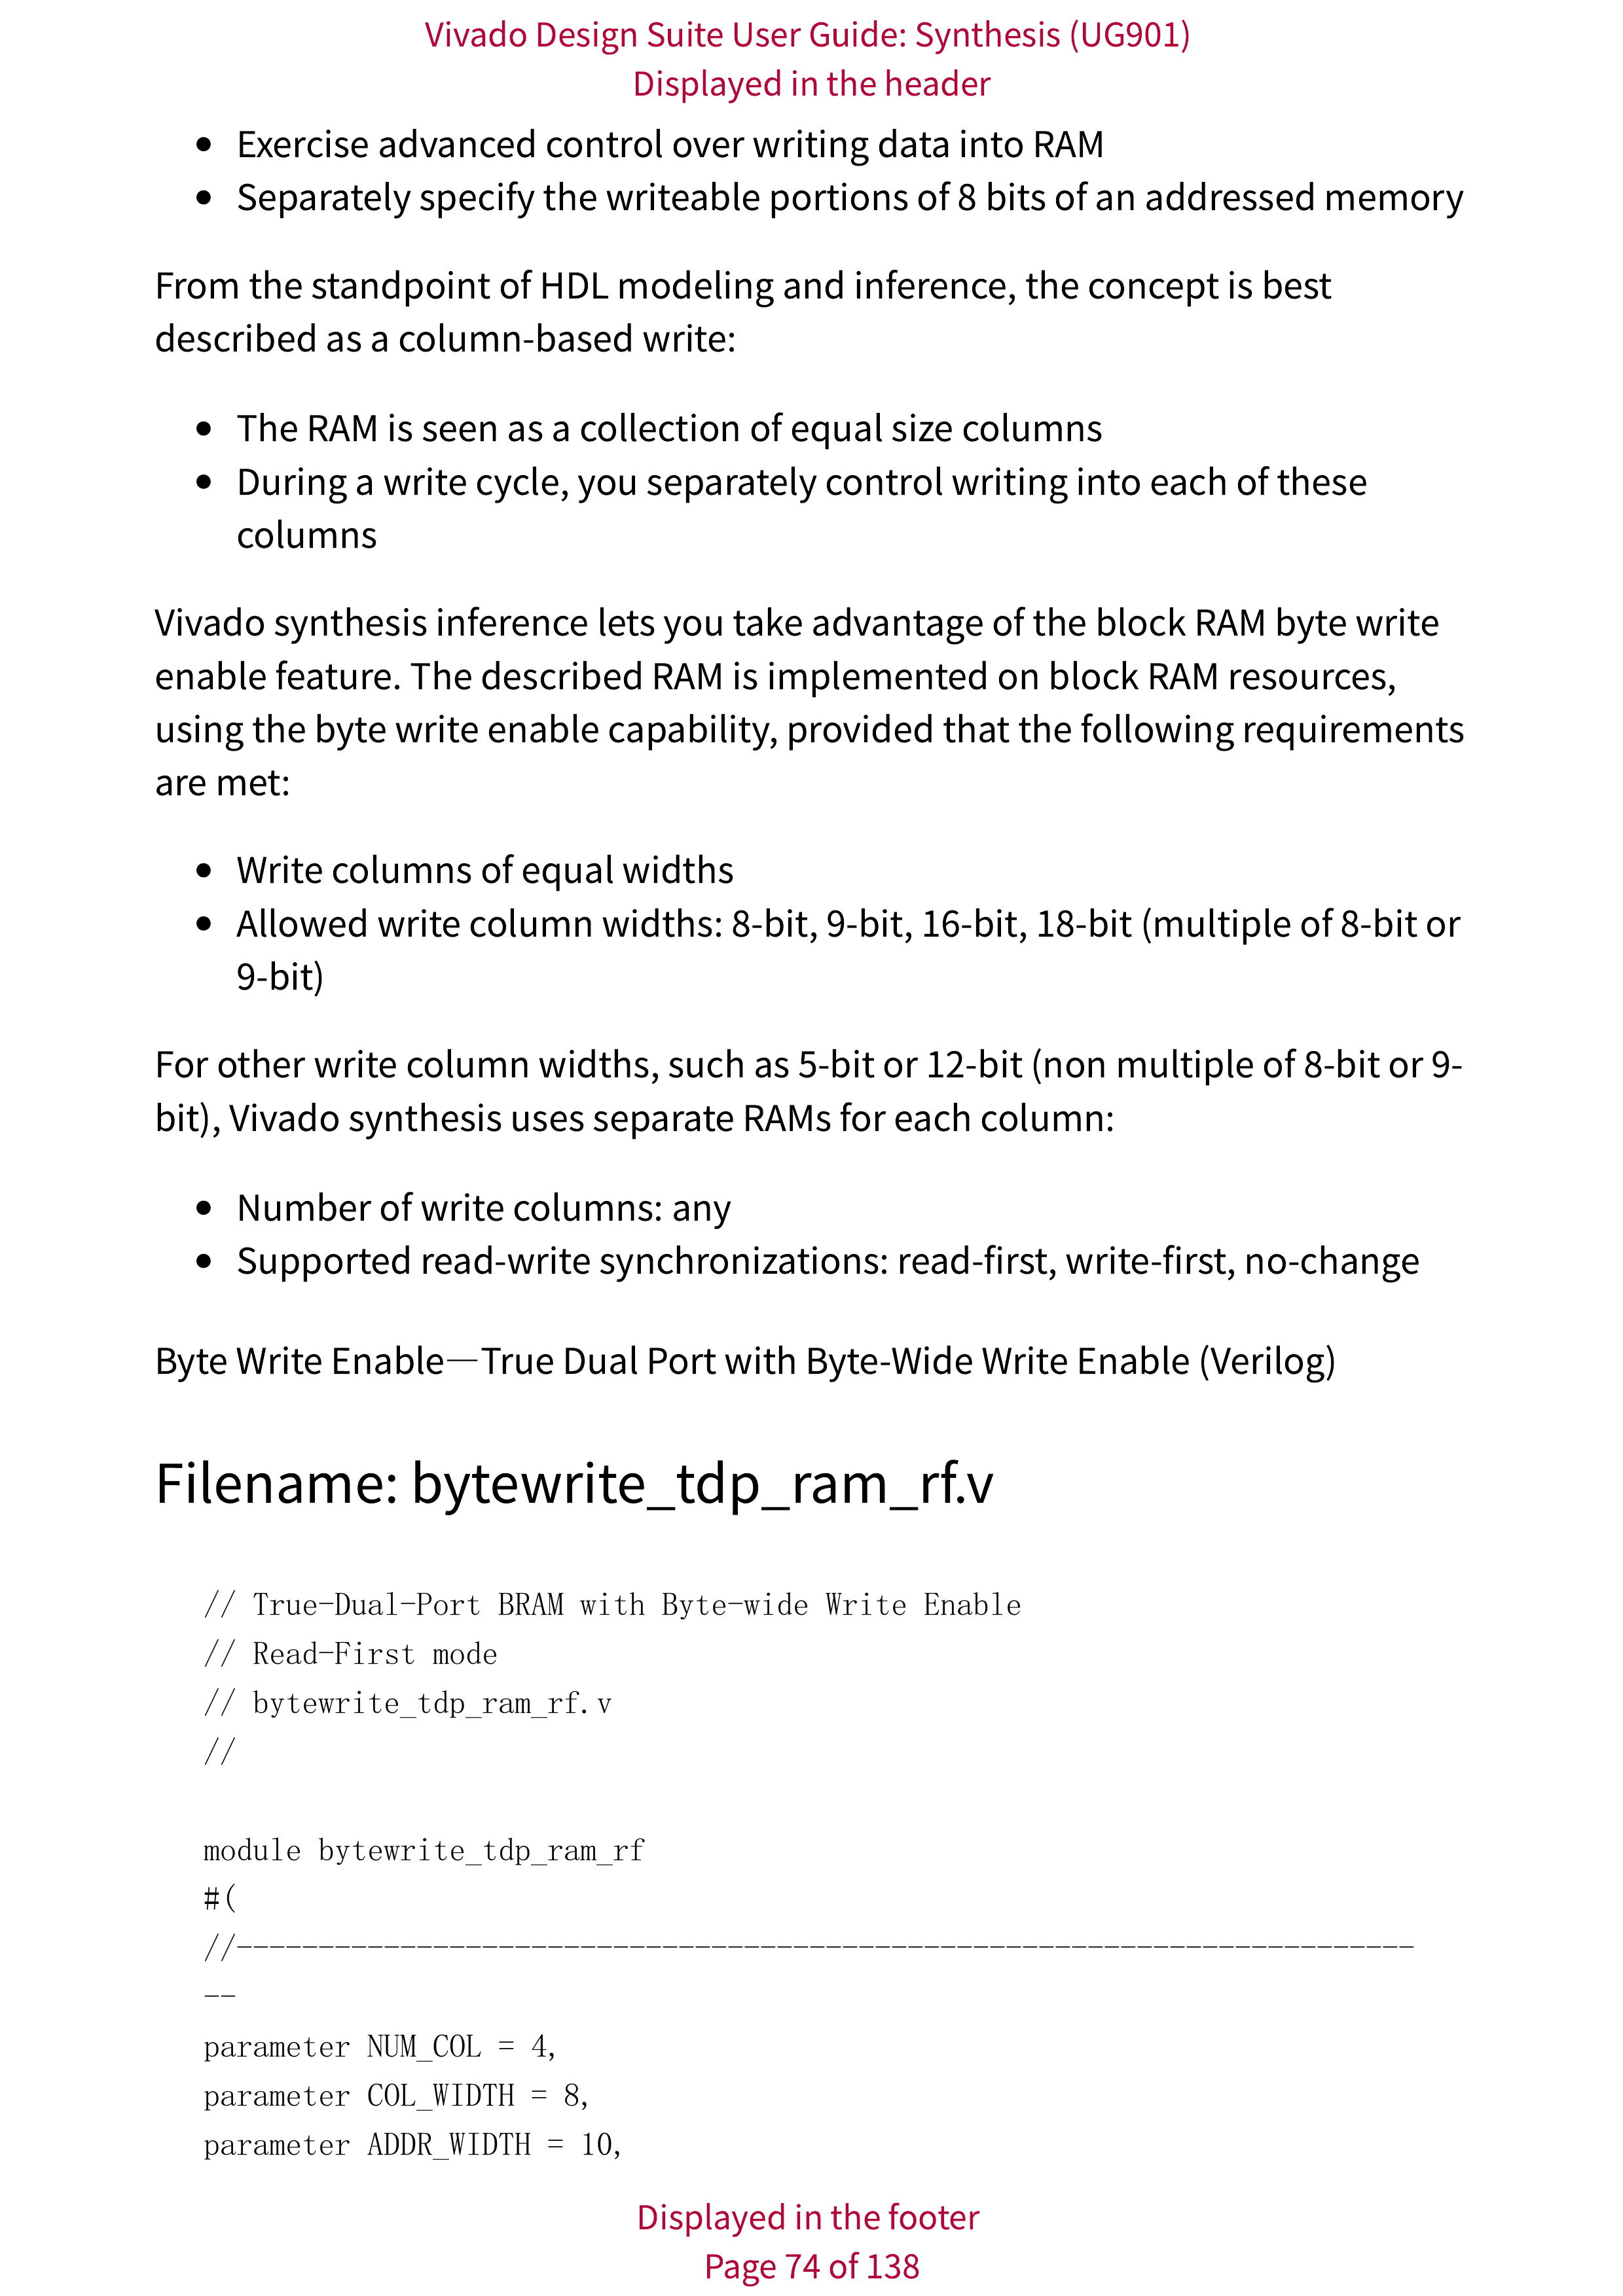 Vivado Design Suite User Guide: Synthesis (UG901)
Displayed in the header
• Exercise advanced control over writing data into RAM
• Separately specify the writeable portions of 8 bits of an addressed memory
From the standpoint of HDL modeling and inference, the concept is best
described as a column-based write:
• The RAM is seen as a collection of equal size columns
• During a write cycle, you separately control writing into each of these
columns
Vivado synthesis inference lets you take advantage of the block RAM byte write
enable feature. The described RAM is implemented on block RAM resources,
using the byte write enable capability, provided that the following requirements
are met:
• Write columns of equal widths
• Allowed write column widths: 8-bit, 9-bit, 16-bit, 18-bit (multiple of 8-bit or
9-bit)
For other write column widths, such as 5-bit or 12-bit (non multiple of 8-bit or 9-
bit), Vivado synthesis uses separate RAMs for each column:
• Number of write columns: any
• Supported read-write synchronizations: read-first, write-first, no-change
Byte Write Enable—True Dual Port with Byte-Wide Write Enable (Verilog)
Filename: bytewrite_tdp_ram_rf.v
// True-Dual-Port BRAM with Byte-wide Write Enable
// Read-First mode
// bytewrite_tdp_ram_rf.v
//
module bytewrite_tdp_ram_rf
#(
//------------------------------------------------------------------------
--
parameter NUM_COL = 4,
parameter COL_WIDTH = 8,
parameter ADDR_WIDTH = 10,
Displayed in the footer
Page 74 of 138